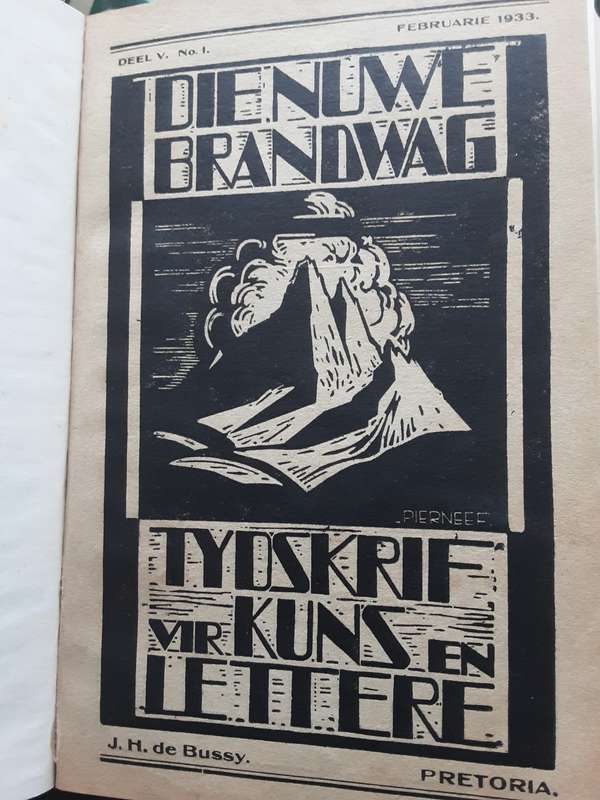 DEEL V. No. 1.
FEBRUARIE 1933.
DIE NUWE
BRANDWAG
PIERNEEF
TYDSKRIF
VIR KUNS EN
LETTERE
J. H. de Bussy.
PRETORIA.